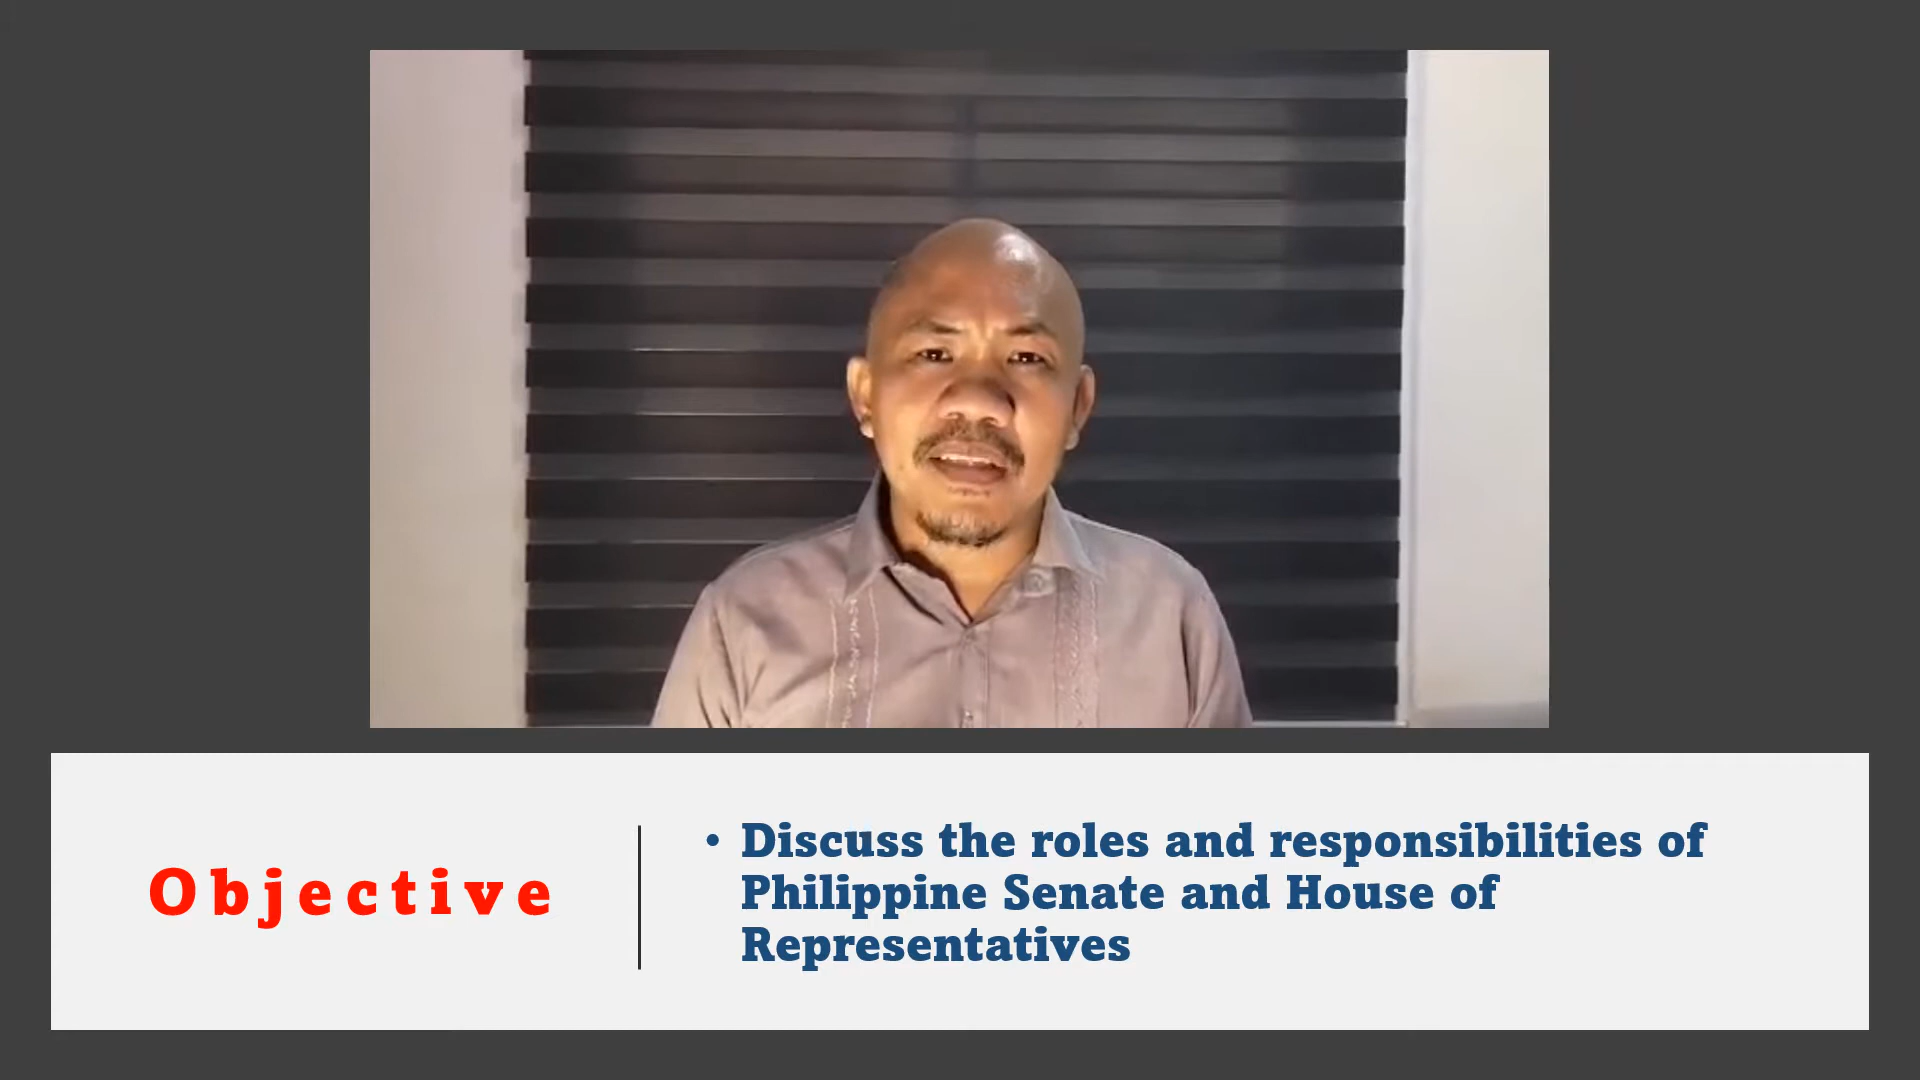 Objective
• Discuss the roles and responsibilities of
Philippine Senate and House of
Representatives